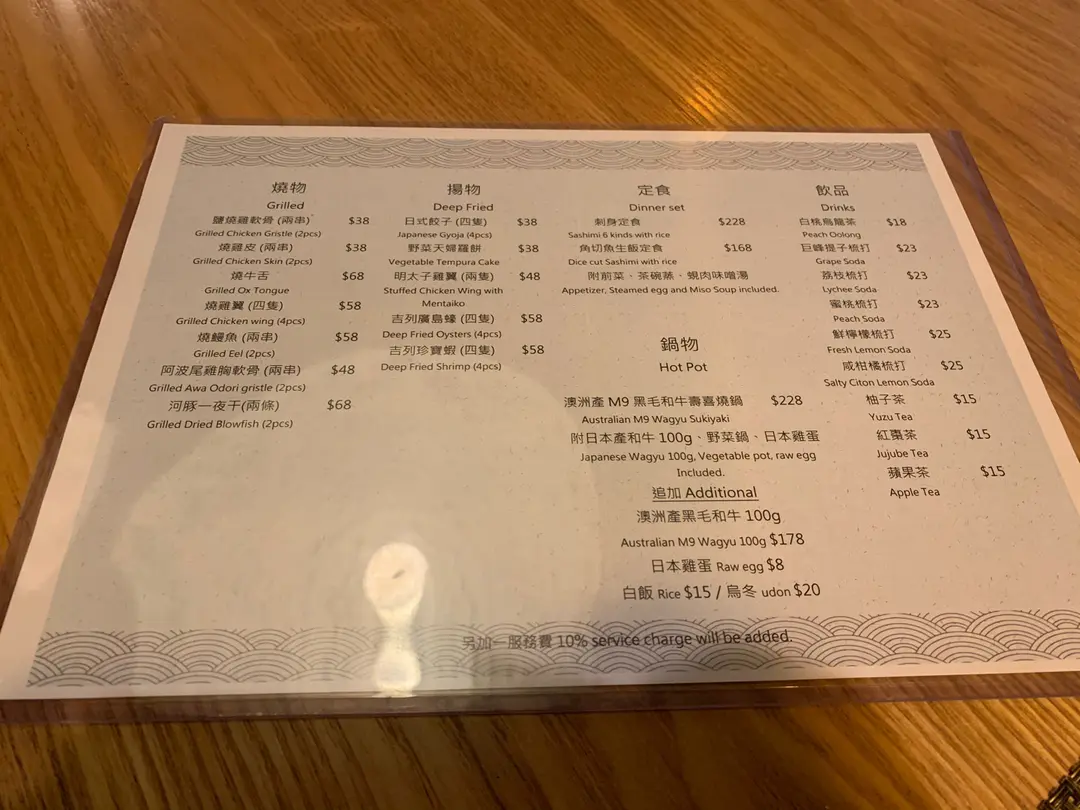 燒物
Grilled
鹽燒雞軟骨 (兩串) $38
Grilled Chicken Gristle (2pcs)
燒雞皮 (兩串) $38
Grilled Chicken Skin (2pcs)
燒牛舌 $68
Grilled Ox Tongue
燒雞翼 (四隻) $58
Grilled Chicken wing (4pcs)
燒鰻魚 (兩串) $58
Grilled Eel (2pcs)
阿波尾雞胸軟骨 (兩串) $48
Grilled Awa Odori gristle (2pcs)
河豚一夜干(兩條) $68
Grilled Dried Blowfish (2pcs)
揚物
Deep Fried
日式餃子 (四隻) $38
Japanese Gyoja (4pcs)
野菜天婦羅餅 $38
Vegetable Tempura Cake
明太子雞翼 (兩隻) $48
Stuffed Chicken Wing with
Mentaiko
吉列廣島蠔 (四隻) $58
Deep Fried Oysters (4pcs)
吉列珍寶蝦 (四隻) $58
Deep Fried Shrimp (4pcs)
定食
Dinner set
刺身定食 $228
Sashimi 6 kinds with rice
角切魚生飯定食 $168
Dice cut Sashimi with rice
附前菜、茶碗蒸、蜆肉味噌湯
Appetizer, Steamed egg and Miso Soup included.
鍋物
Hot Pot
澳洲產 M9 黑毛和牛壽喜燒鍋 $228
Australian M9 Wagyu Sukiyaki
附日本產和牛 100g、野菜鍋、日本雞蛋
Japanese Wagyu 100g, Vegetable pot, raw egg
Included.
追加 Additional
澳洲產黑毛和牛 100g
Australian M9 Wagyu 100g $178
日本雞蛋 Raw egg $8
白飯 Rice $15 / 烏冬 udon $20
飲品
Drinks
白桃烏龍茶 $18
Peach Oolong
巨峰提子梳打 $23
Grape Soda
荔枝梳打 $23
Lychee Soda
蜜桃梳打 $23
Peach Soda
鮮檸檬梳打 $25
Fresh Lemon Soda
咸柑橘梳打 $25
Salty Citon Lemon Soda
柚子茶 $15
Yuzu Tea
紅棗茶 $15
Jujube Tea
蘋果茶 $15
Apple Tea
另加一服務費 10% service charge will be added.